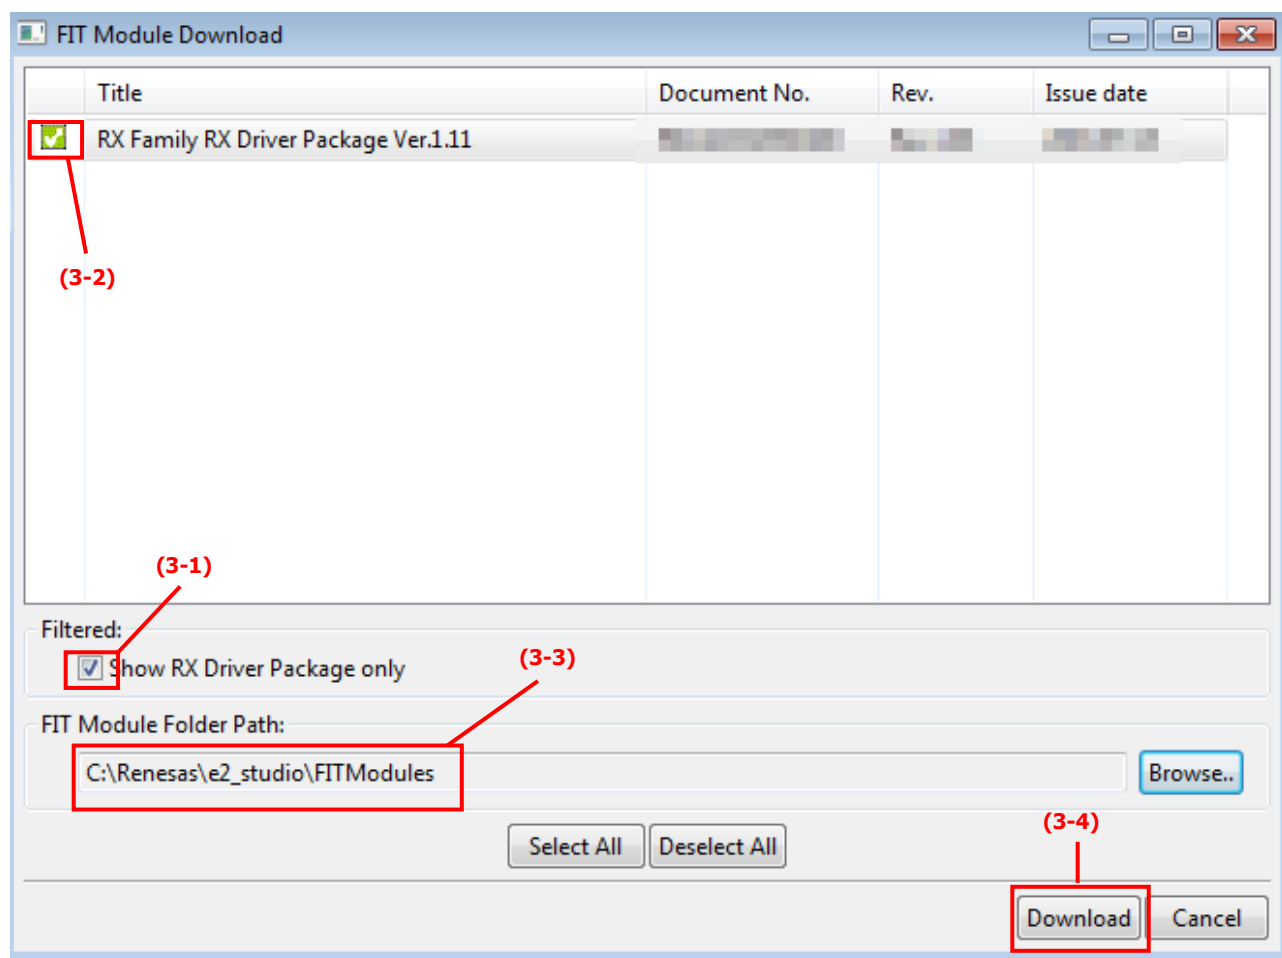 FIT Module Download
Title Document No. Rev. Issue date
RX Family RX Driver Package Ver.1.11
(3-2)
(3-1)
Filtered:
Show RX Driver Package only
(3-3)
FIT Module Folder Path:
C:\Renesas\e2_studio\FITModules
Browse..
(3-4)
Select All Deselect All
Download Cancel